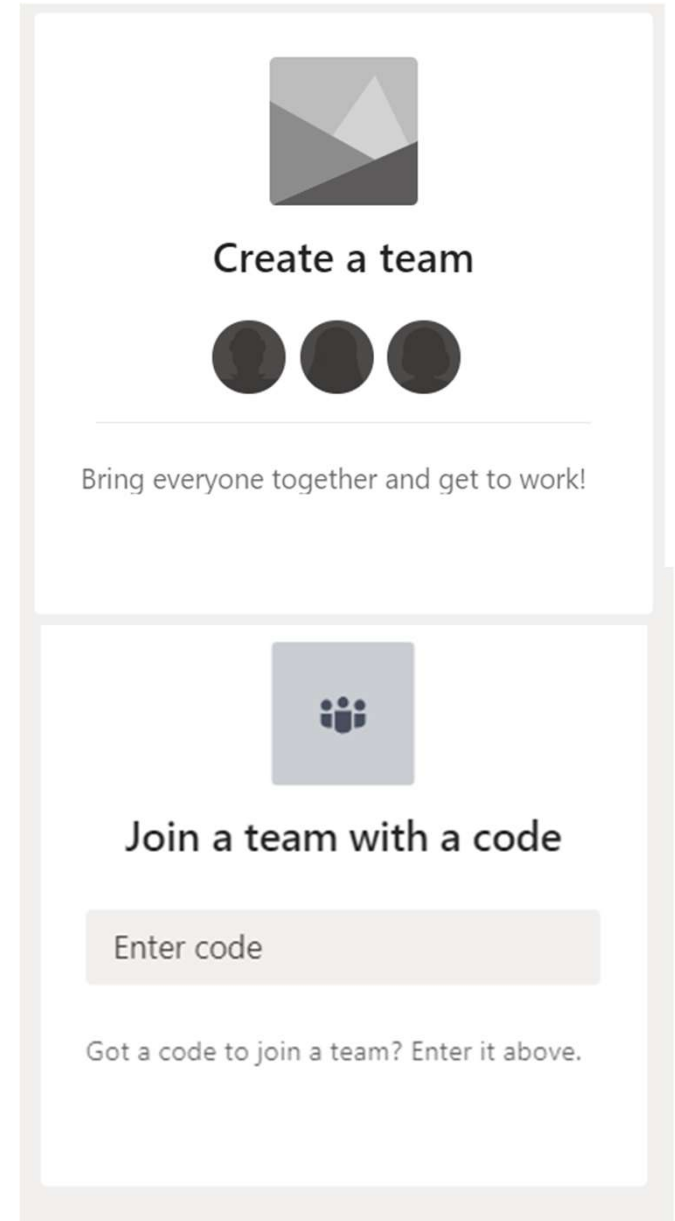 Create a team
Bring everyone together and get to work!
Join a team with a code
Enter code
Got a code to join a team? Enter it above.